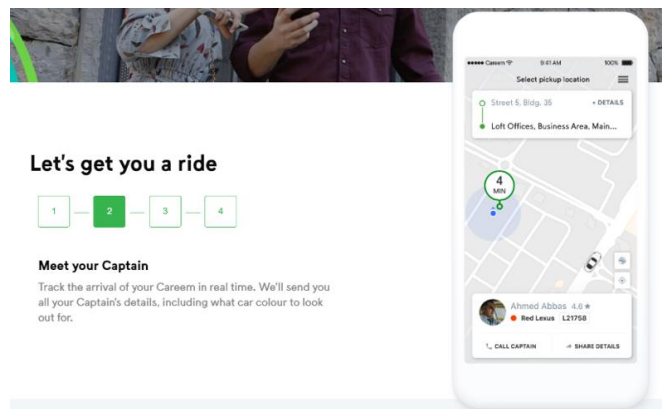 Let's get you a ride
1
2
3
4
Meet your Captain
Track the arrival of your Careem in real time. We'll send you
all your Captain's details, including what car colour to look
out for.
Careem 9:41 AM 100%
Select pickup location
Street 5, Bldg. 25 + DETAILS
Loft Offices, Business Area, Main...
4
MIN
Ahmed Abbas 4.6 ★
Red Lexus L21758
CALL CAPTAIN SHARE DETAILS